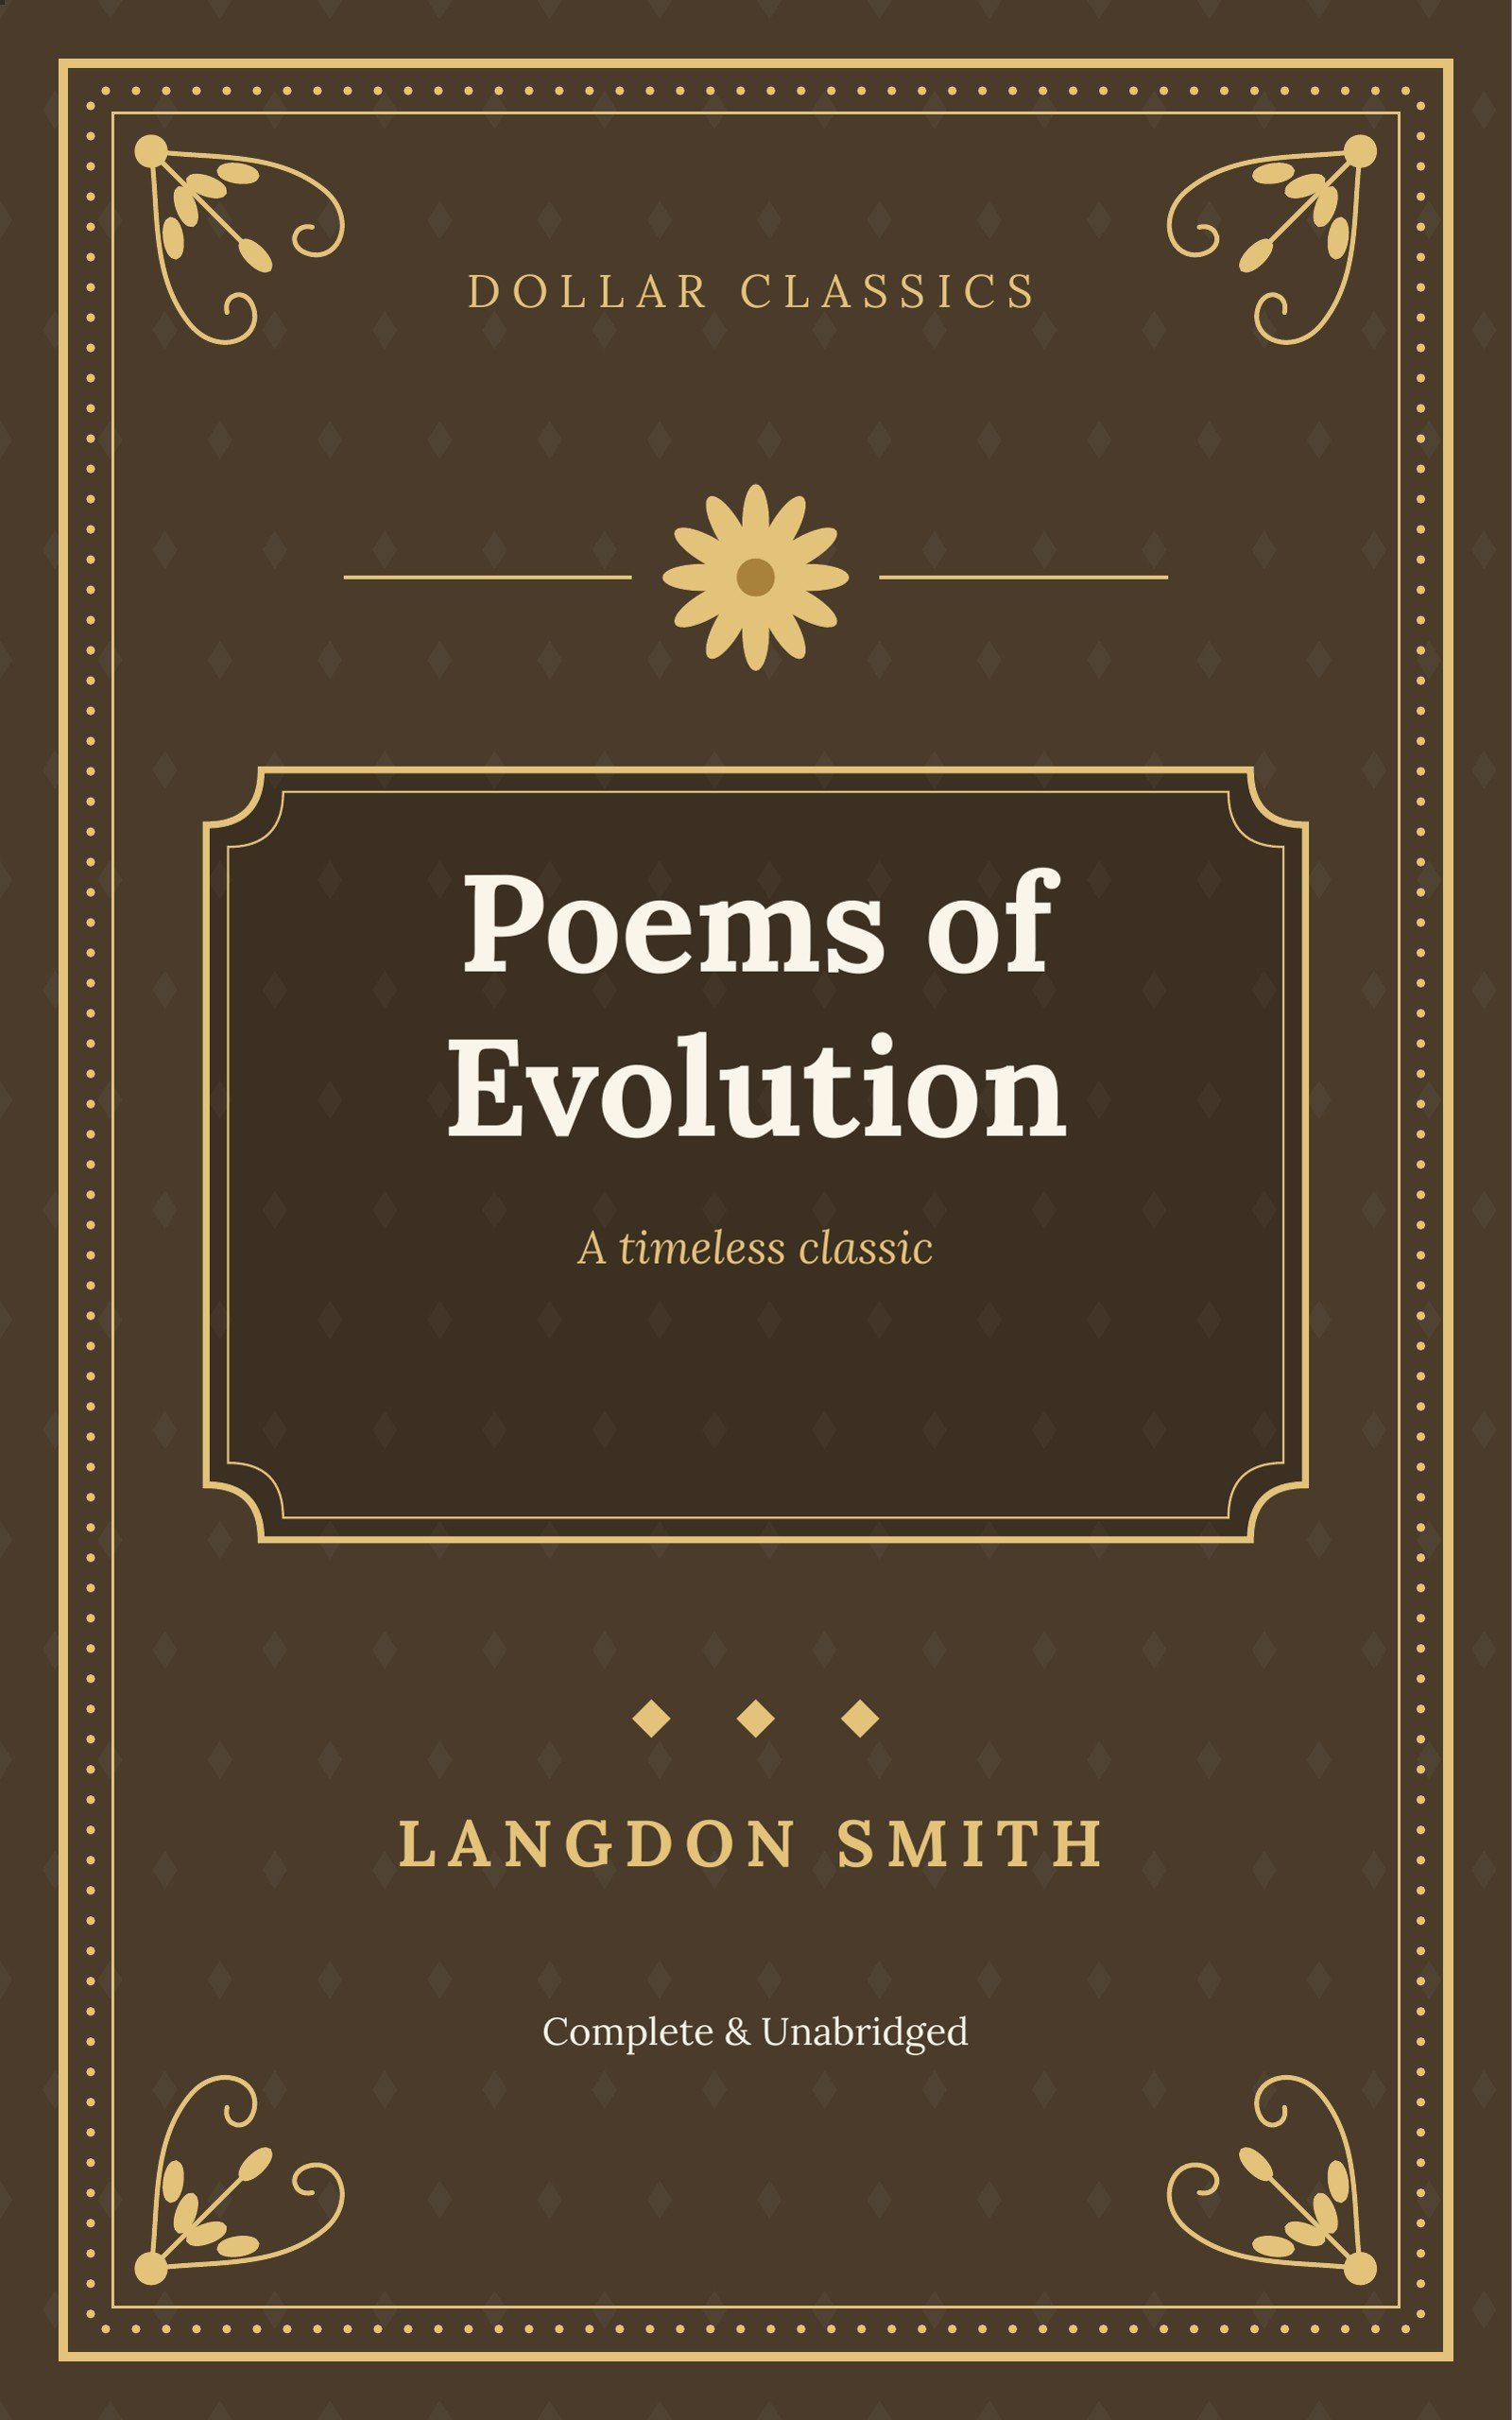 DOLLAR CLASSICS
Poems of
Evolution
A timeless classic
LANGDON SMITH
Complete & Unabridged